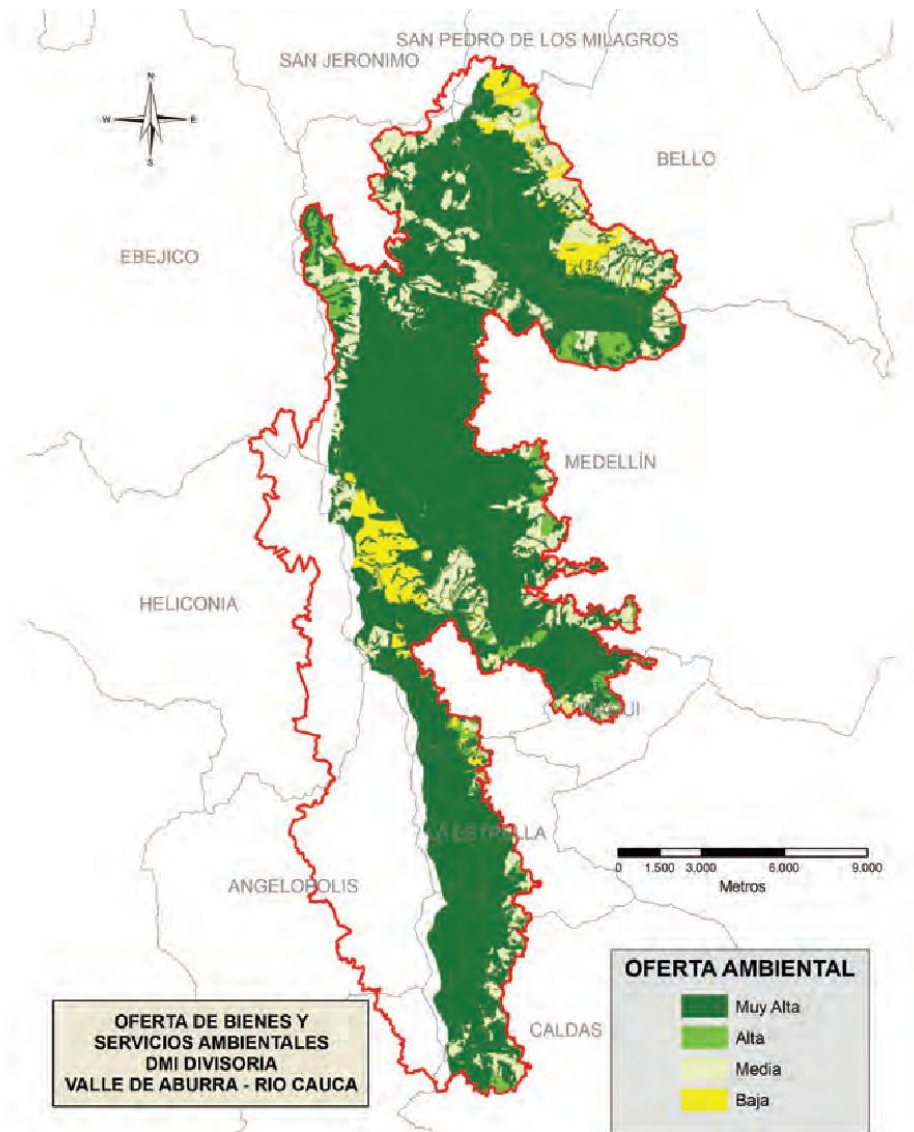 SAN PEDRO DE LOS MILAGROS
SAN JERONIMO
N
W E
S
BELLO
EBEJICO
MEDELLÍN
HELICONIA
LA ESTRELLA
0 1.500 3.000 6.000 9.000
Metros
ANGELOPOLIS
OFERTA AMBIENTAL
Muy Alta
Alta
Media
Baja
CALDAS
OFERTA DE BIENES Y
SERVICIOS AMBIENTALES
DMI DIVISORIA
VALLE DE ABURRA - RIO CAUCA